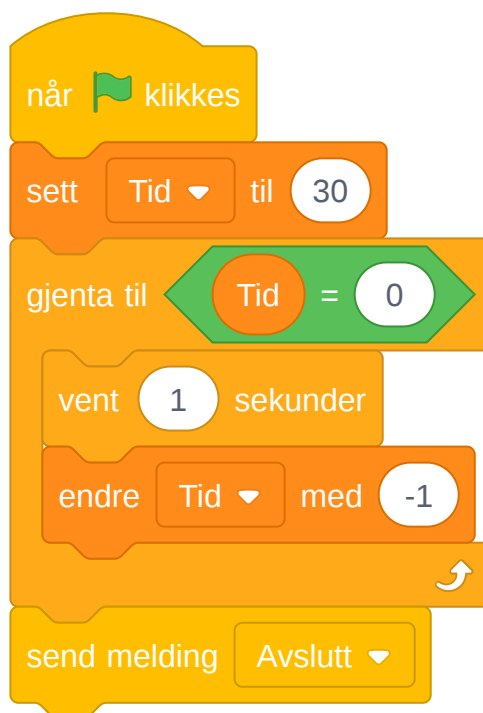 når klikkes
sett Tid til 30
gjenta til Tid = 0
vent 1 sekunder
endre Tid med -1
send melding Avslutt